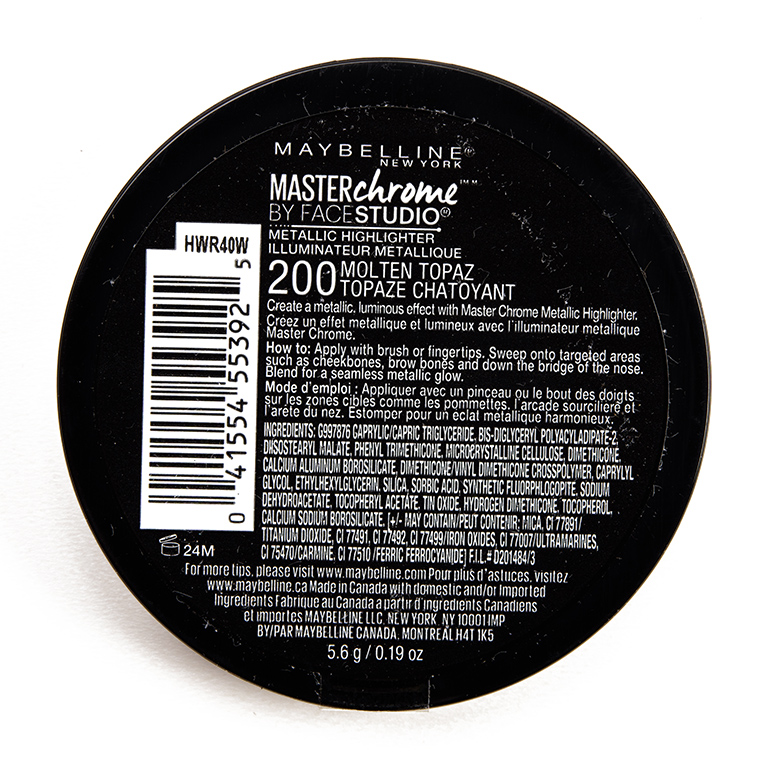 MAYBELLINE®
NEW YORK
MASTERchrome™ᴹᶜ
BY FACESTUDIO®
METALLIC HIGHLIGHTER
ILLUMINATEUR METALLIQUE
200 MOLTEN TOPAZ
TOPAZE CHATOYANT
Create a metallic, luminous effect with Master Chrome Metallic Highlighter.
Créez un effet metallique et lumineux avec l'illuminateur metallique
Master Chrome.
How to: Apply with brush or fingertips. Sweep onto targeted areas
such as cheekbones, brow bones and down the bridge of the nose.
Blend for a seamless metallic glow.
Mode d'emploi : Appliquer avec un pinceau ou le bout des doigts
sur les zones cibles comme les pommettes, l'arcade sourcilière et
l'arête du nez. Estomper pour un eclat metallique harmonieux.
INGREDIENTS: G997876 CAPRYLIC/CAPRIC TRIGLYCERIDE, BIS-DIGLYCERYL POLYACYLADIPATE-2,
DIISOSTEARYL MALATE, PHENYL TRIMETHICONE, MICROCRYSTALLINE CELLULOSE, DIMETHICONE,
CALCIUM ALUMINUM BOROSILICATE, DIMETHICONE/VINYL DIMETHICONE CROSSPOLYMER, CAPRYLYL
GLYCOL, ETHYLHEXYLGLYCERIN, SILICA, SORBIC ACID, SYNTHETIC FLUORPHLOGOPITE, SODIUM
DEHYDROACETATE, TOCOPHERYL ACETATE, TIN OXIDE, HYDROGEN DIMETHICONE, TOCOPHEROL,
CALCIUM SODIUM BOROSILICATE, [+/- MAY CONTAIN/PEUT CONTENIR: MICA, CI 77891/
TITANIUM DIOXIDE, CI 77491, CI 77492, CI 77499/IRON OXIDES, CI 77007/ULTRAMARINES,
CI 75470/CARMINE, CI 77510 /FERRIC FERROCYANIDE] F.I.L. # D201484/3
For more tips, please visit www.maybelline.com Pour plus d'astuces, visitez
www.maybelline.ca Made in Canada with domestic and/or Imported
Ingredients Fabrique au Canada a partir d'ingredients Canadiens
et importes MAYBELLINE LLC, NEW YORK, NY 10001 IMP
BY/PAR MAYBELLINE CANADA, MONTREAL H4T 1K5
5.6 g / 0.19 oz
HWR40W
0 41554 55392 5
24M